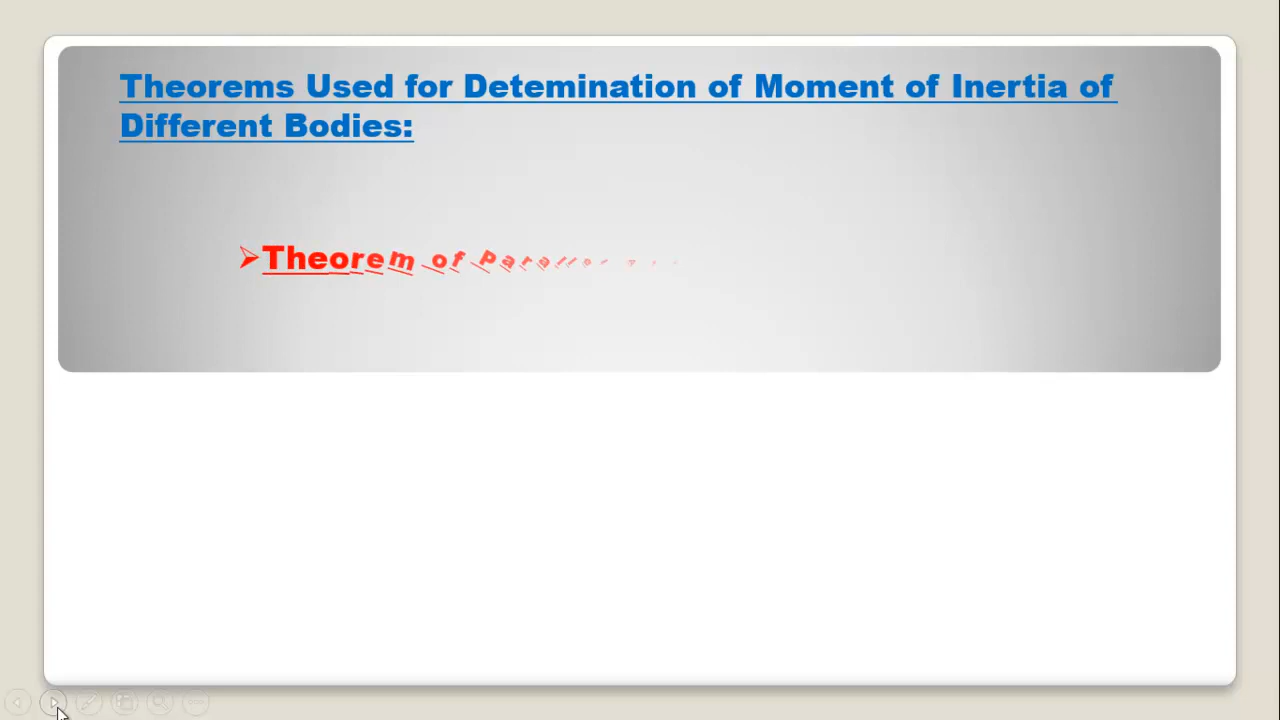 Theorems Used for Detemination of Moment of Inertia of
Different Bodies:
➢Theorem of Parallel